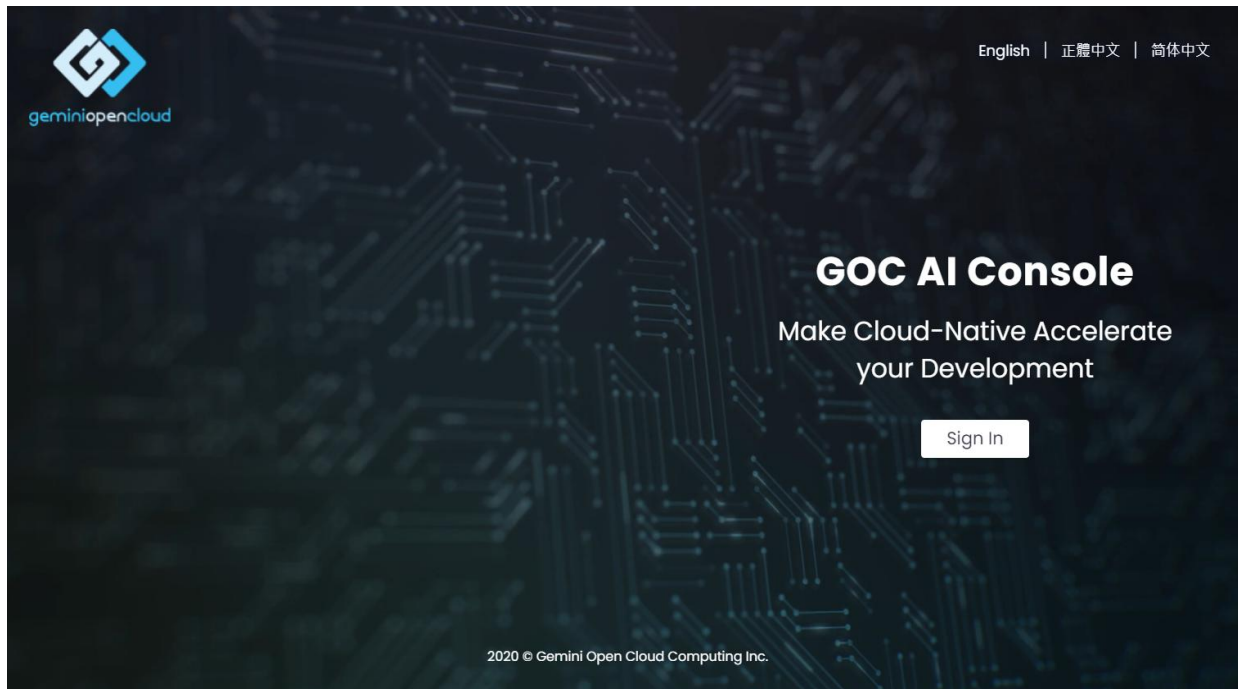 geminiopencloud
English | 正體中文 | 简体中文
GOC AI Console
Make Cloud-Native Accelerate
your Development
Sign In
2020 © Gemini Open Cloud Computing Inc.